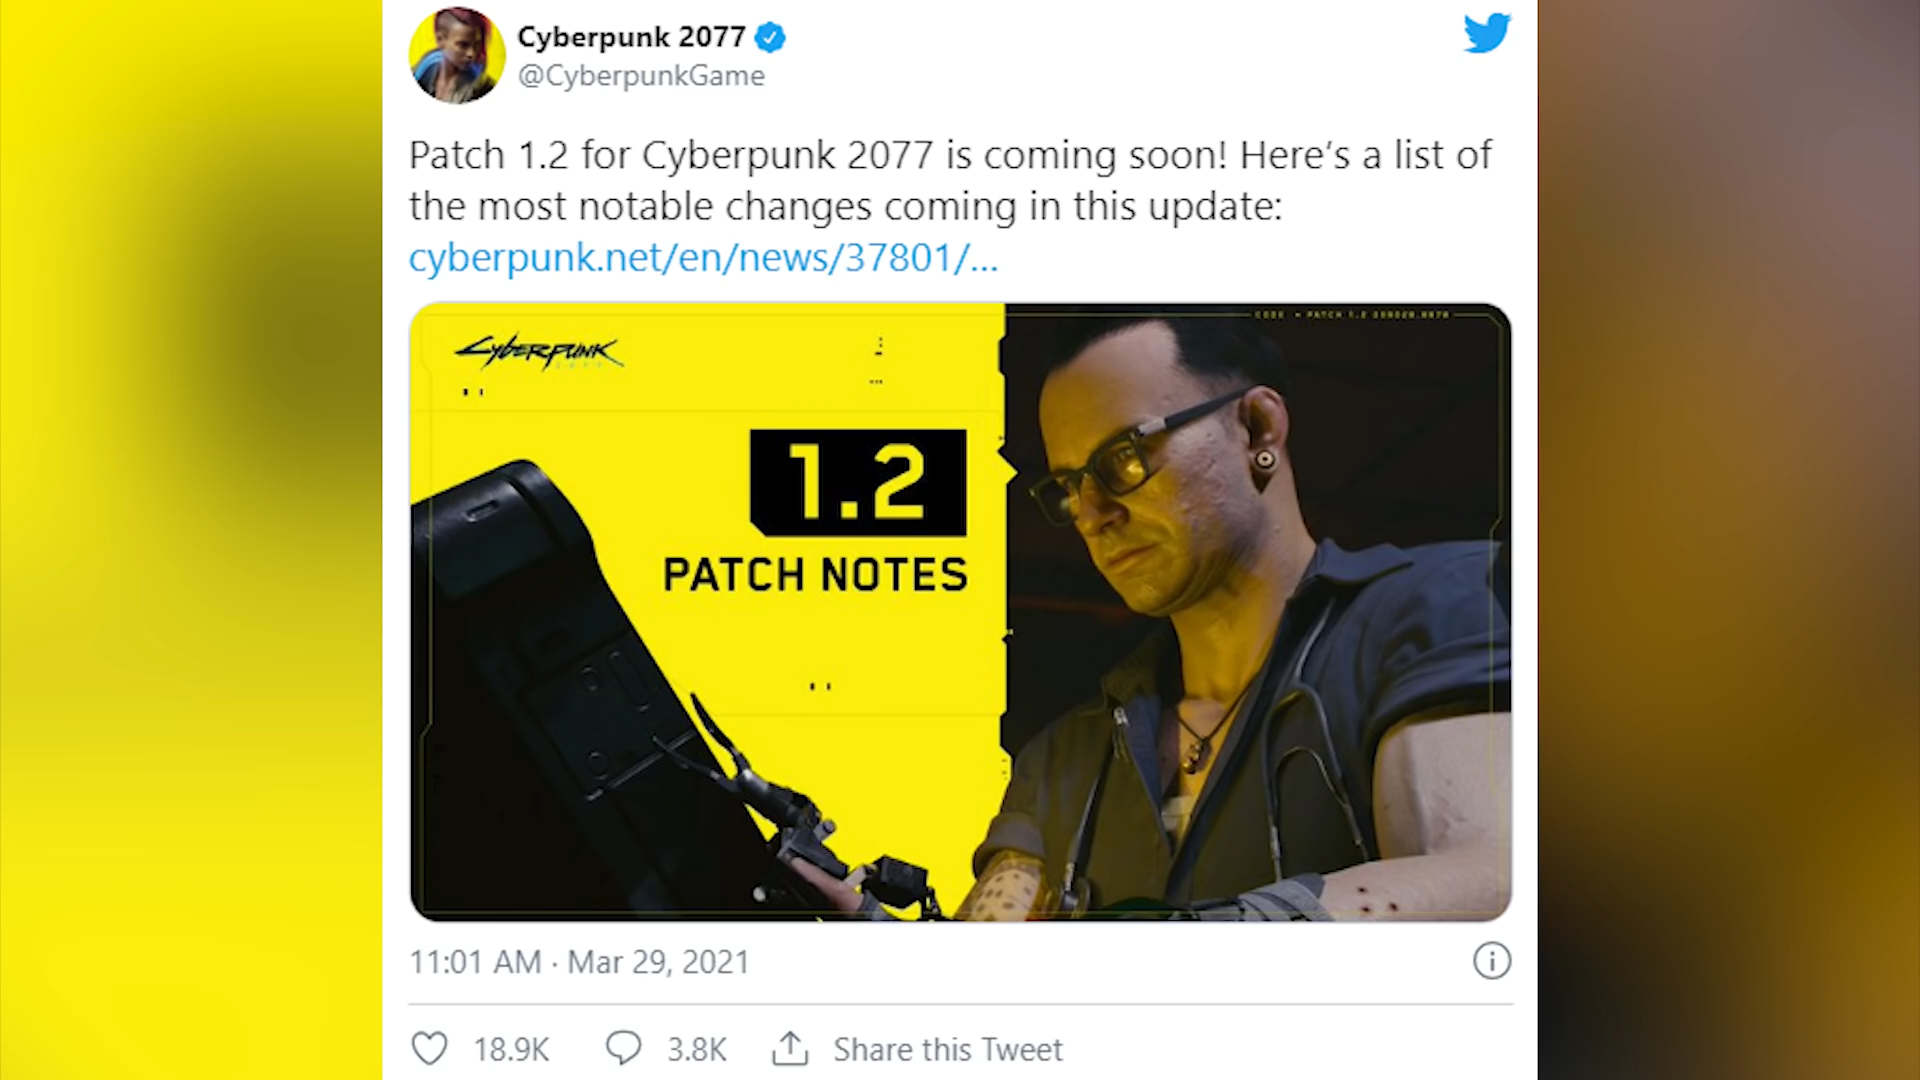 Cyberpunk 2077
@CyberpunkGame
Patch 1.2 for Cyberpunk 2077 is coming soon! Here’s a list of
the most notable changes coming in this update:
cyberpunk.net/en/news/37801/...
CYBERPUNK
1.2
PATCH NOTES
11:01 AM · Mar 29, 2021
18.9K
3.8K
Share this Tweet